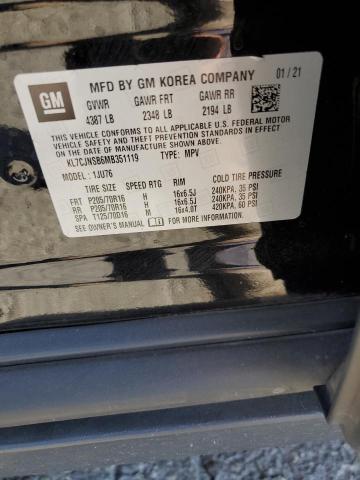 GM
MFD BY GM KOREA COMPANY 01/21
GVWR GAWR FRT GAWR RR
4387 LB 2348 LB 2194 LB
THIS VEHICLE CONFORMS TO ALL APPLICABLE U.S. FEDERAL MOTOR
VEHICLE SAFETY AND THEFT PREVENTION STANDARDS IN EFFECT ON
THE DATE OF MANUFACTURE SHOWN ABOVE.
KL7CJNSB6MB351119 TYPE: MPV
MODEL: 1JU76
TIRE SIZE SPEED RTG RIM COLD TIRE PRESSURE
FRT P205/70R16 H 16x6.5J 240KPA, 35 PSI
RR P205/70R16 H 16x6.5J 240KPA, 35 PSI
SPA T125/70D16 M 16x4.0T 420KPA, 60 PSI
SEE OWNER'S MANUAL FOR MORE INFORMATION.